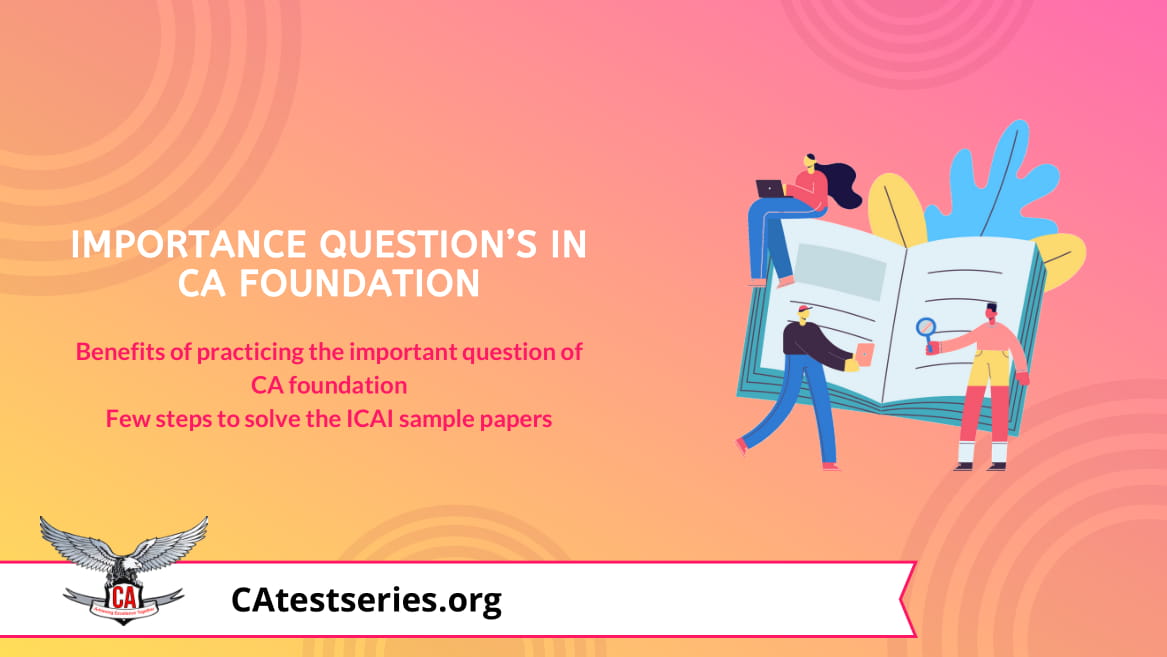 IMPORTANCE QUESTION’S IN
CA FOUNDATION
Benefits of practicing the important question of
CA foundation
Few steps to solve the ICAI sample papers
CA
Achieving Excellence Together
CAtestseries.org